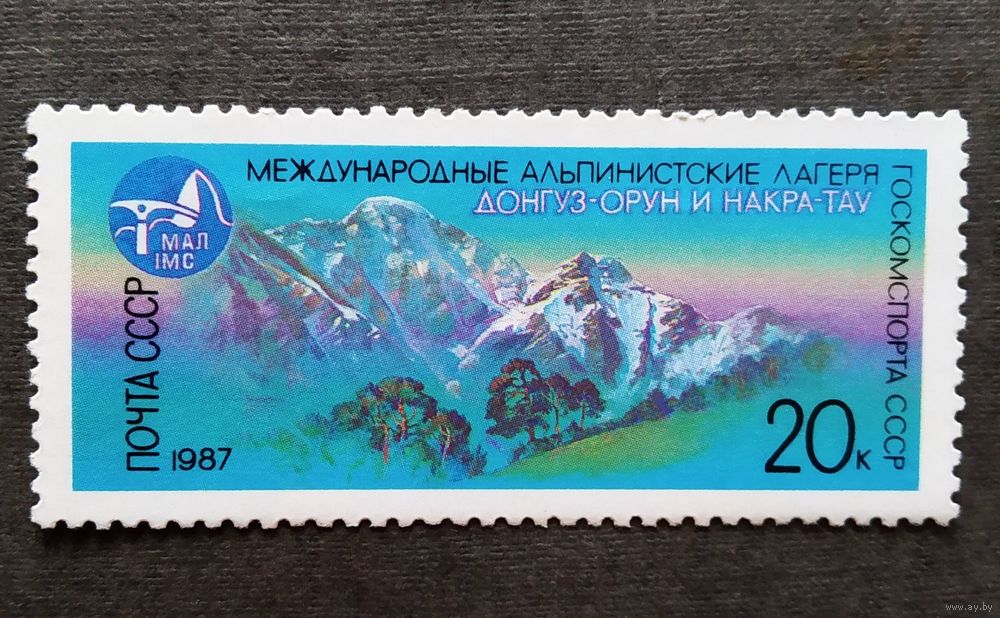 МЕЖДУНАРОДНЫЕ АЛЬПИНИСТСКИЕ ЛАГЕРЯ
ДОНГУЗ-ОРУН И НАКРА-ТАУ
ГОСКОМСПОРТА СССР
МАЛ
IMC
ПОЧТА СССР
1987
20к
www.ay.by